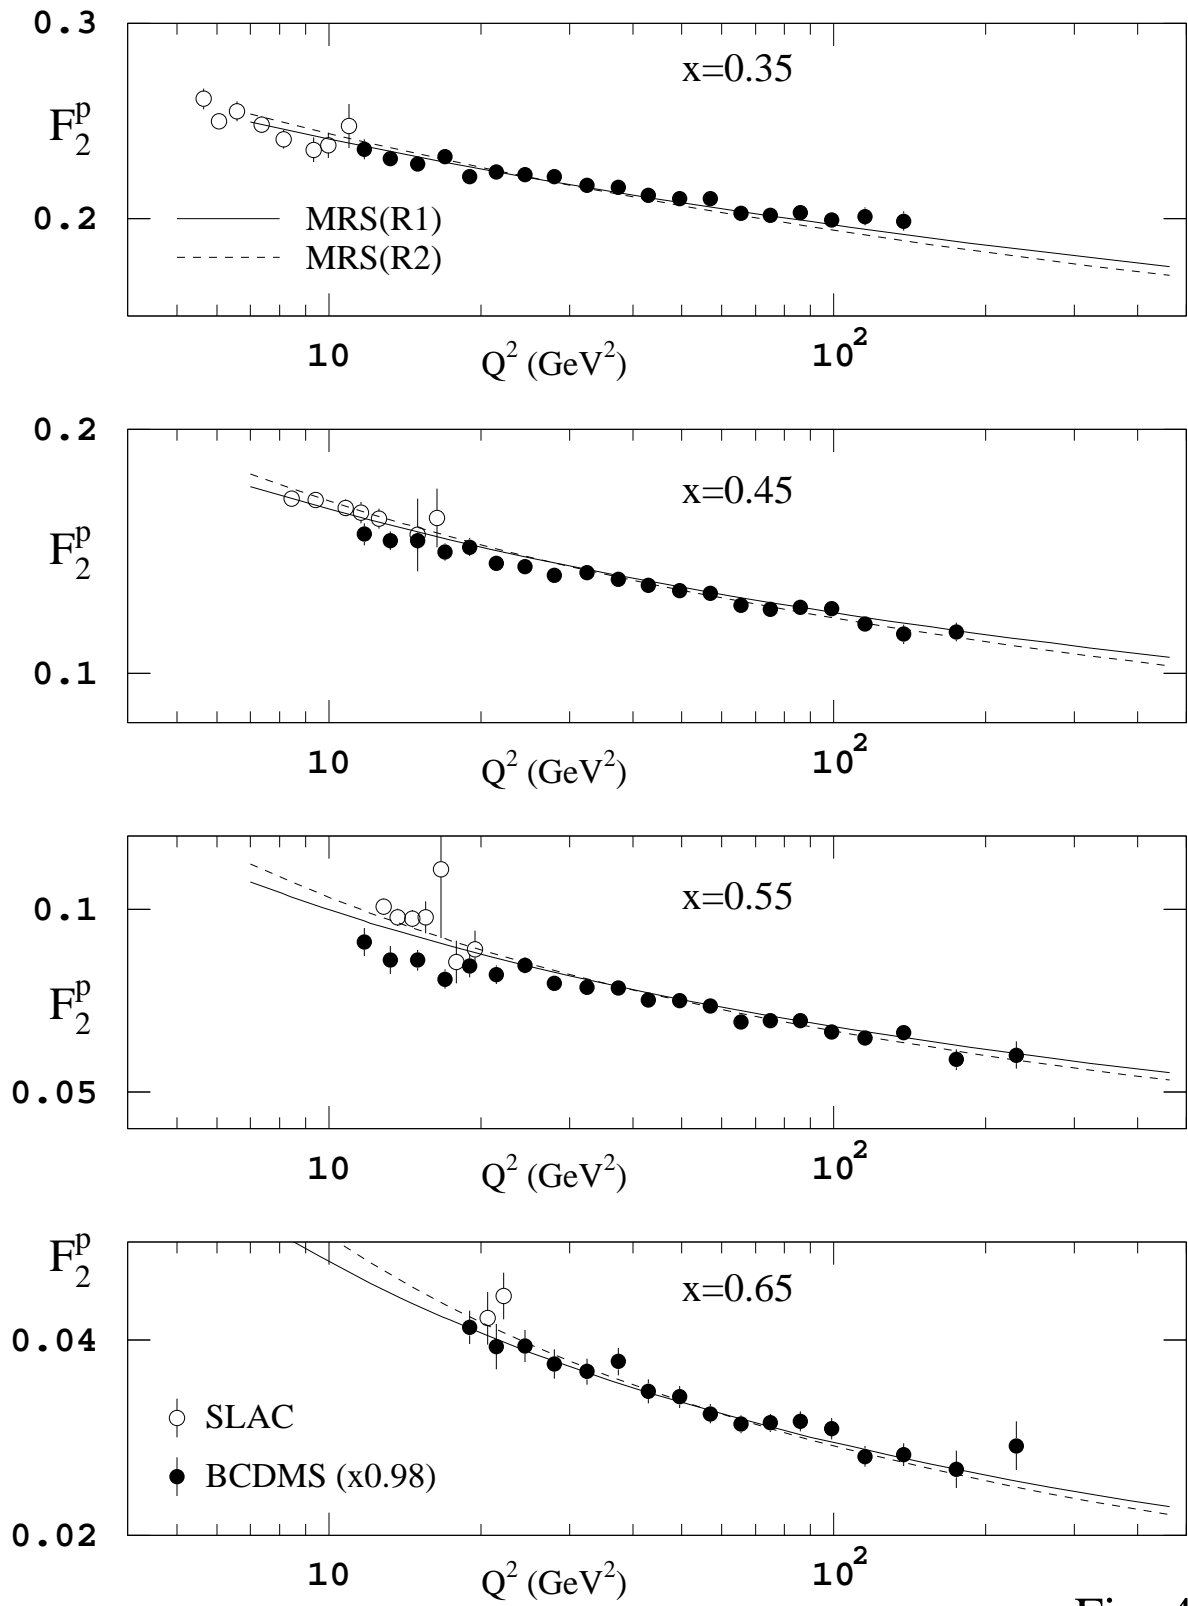 0.3
x=0.35
F₂ᵖ
0.2
MRS(R1)
MRS(R2)
10
Q² (GeV²)
10²
0.2
x=0.45
F₂ᵖ
0.1
10
Q² (GeV²)
10²
0.1
x=0.55
F₂ᵖ
0.05
10
Q² (GeV²)
10²
F₂ᵖ
x=0.65
0.04
SLAC
BCDMS (x0.98)
0.02
10
Q² (GeV²)
10²